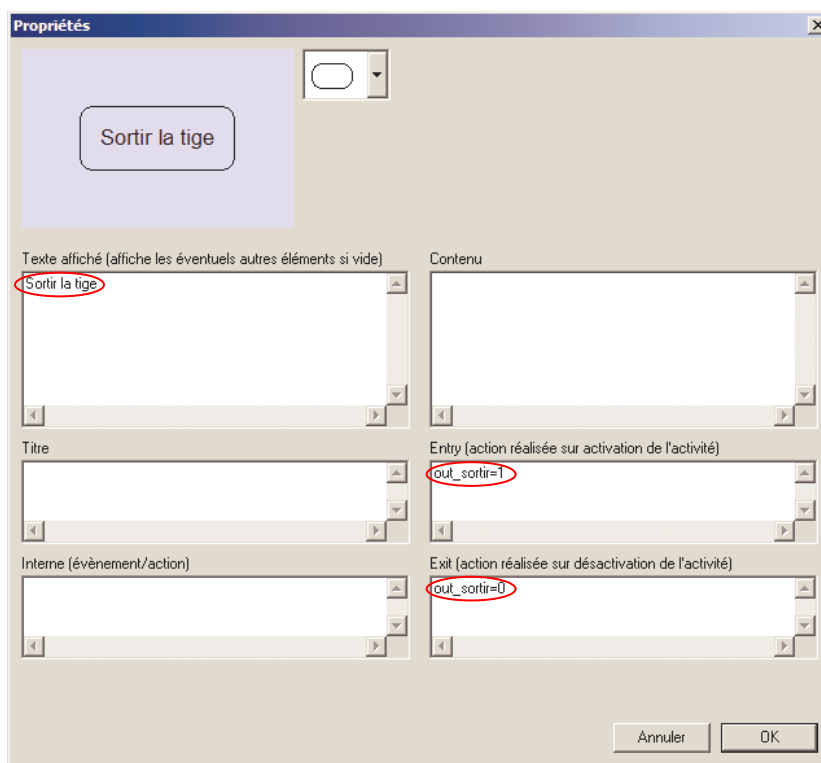 Propriétés
Sortir la tige
Texte affiché (affiche les éventuels autres éléments si vide)
Contenu
Sortir la tige
Titre
Entry (action réalisée sur activation de l'activité)
out_sortir=1
Interne (évènement/action)
Exit (action réalisée sur désactivation de l'activité)
out_sortir=0
Annuler
OK